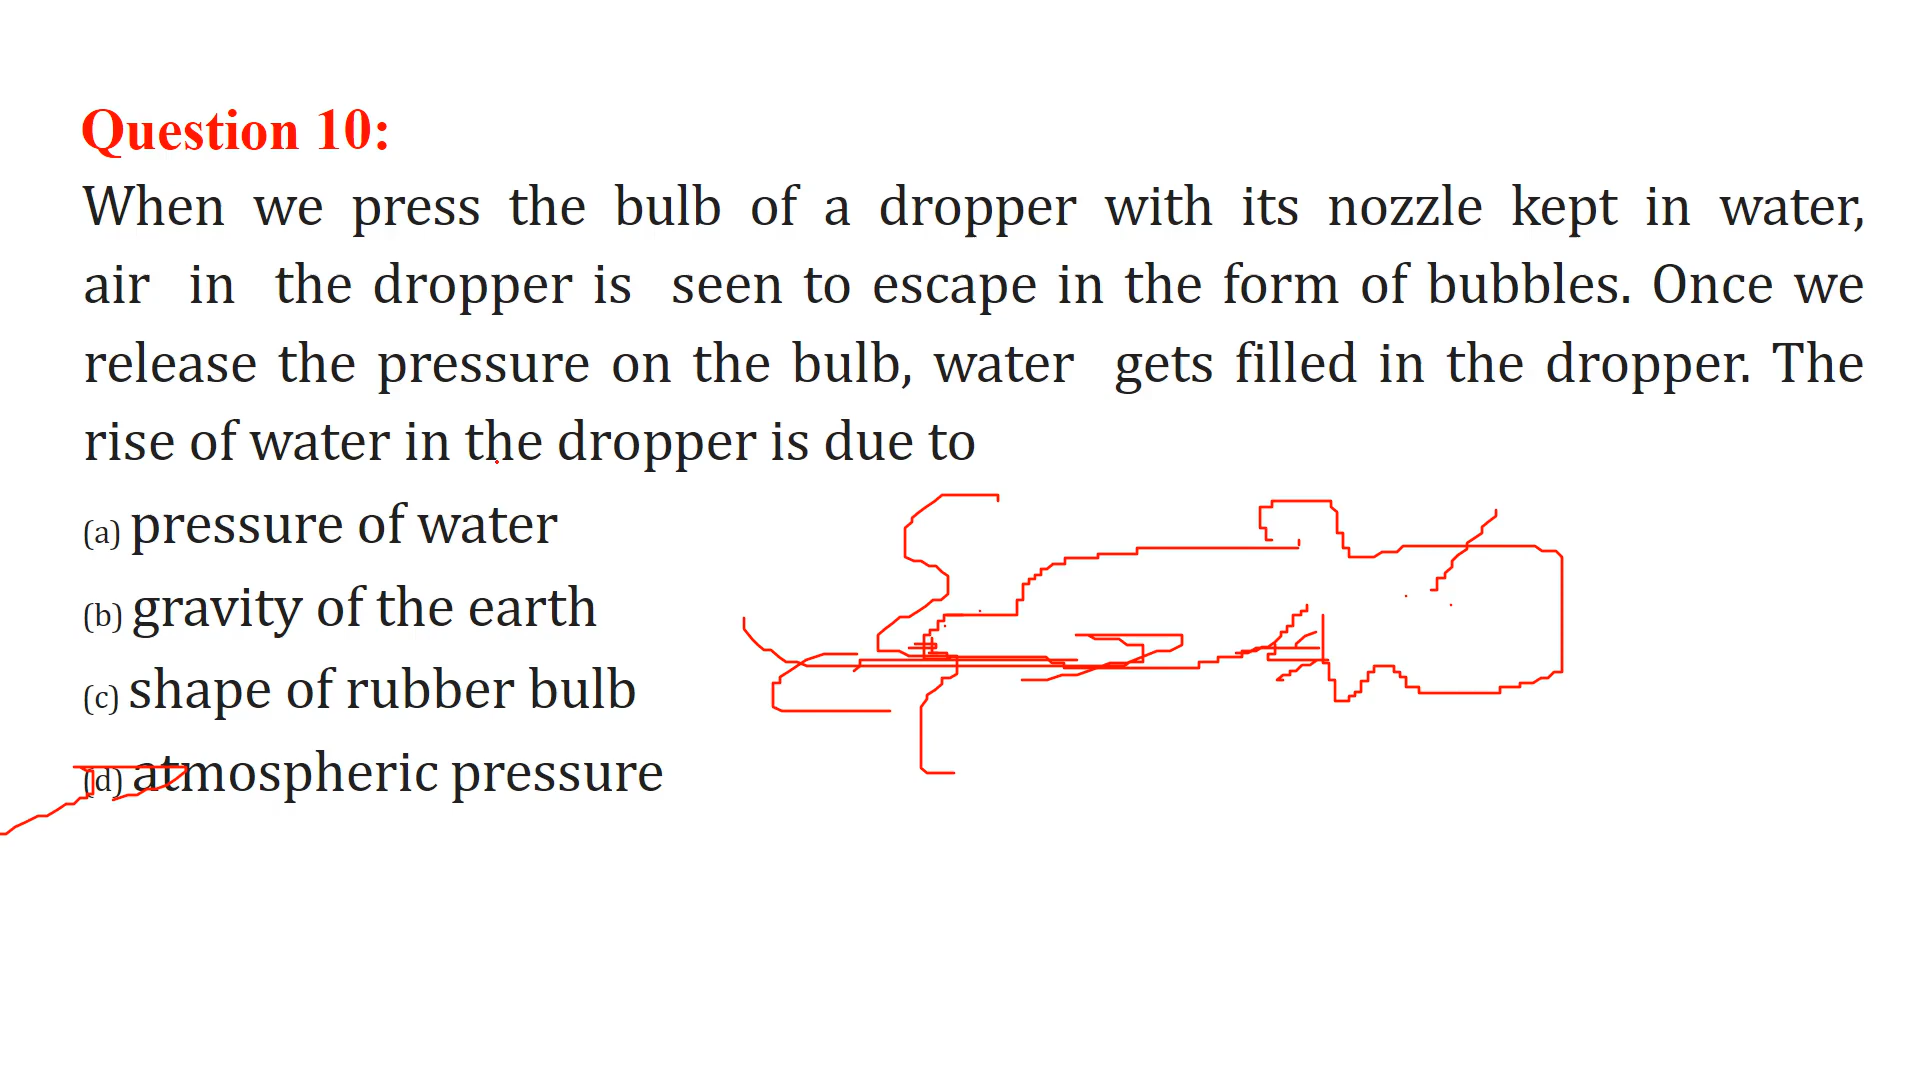 Question 10:
When we press the bulb of a dropper with its nozzle kept in water,
air in the dropper is seen to escape in the form of bubbles. Once we
release the pressure on the bulb, water gets filled in the dropper. The
rise of water in the dropper is due to
(a) pressure of water
(b) gravity of the earth
(c) shape of rubber bulb
(d) atmospheric pressure